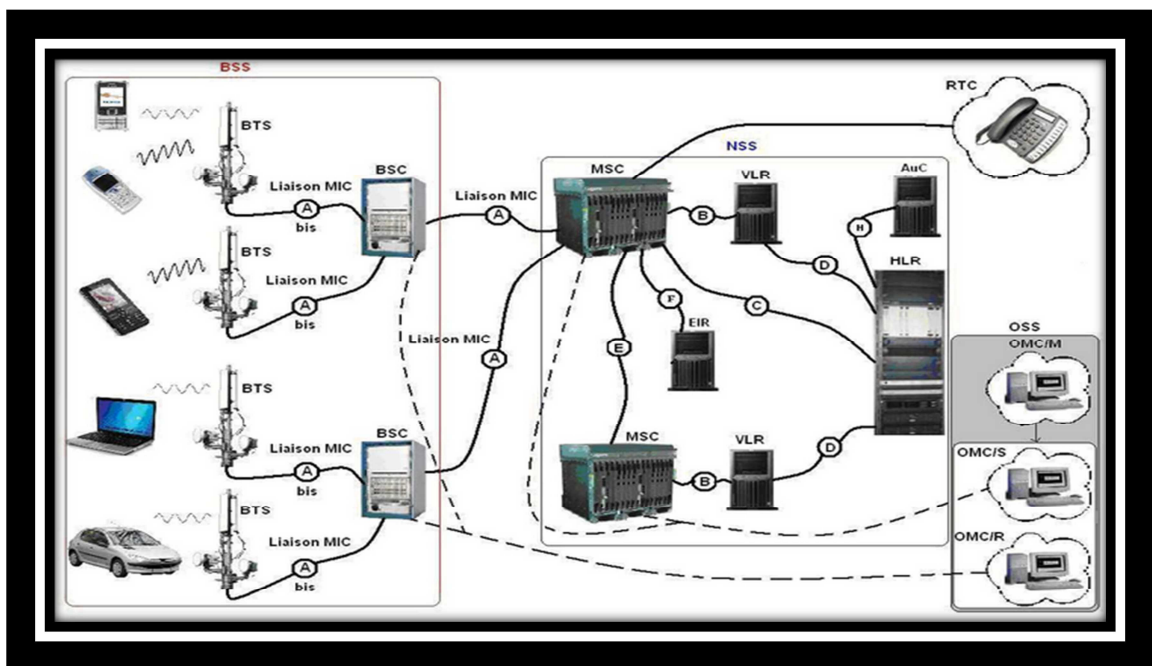 BSS
BTS
Liaison MIC
A
bis
BSC
BTS
Liaison MIC
A
bis
Liaison MIC
A
Liaison MIC
A
BTS
Liaison MIC
A
bis
BSC
BTS
Liaison MIC
A
bis
RTC
NSS
MSC
B
VLR
AuC
H
D
HLR
C
F
EIR
E
MSC
B
VLR
D
OSS
OMC/M
OMC/S
OMC/R